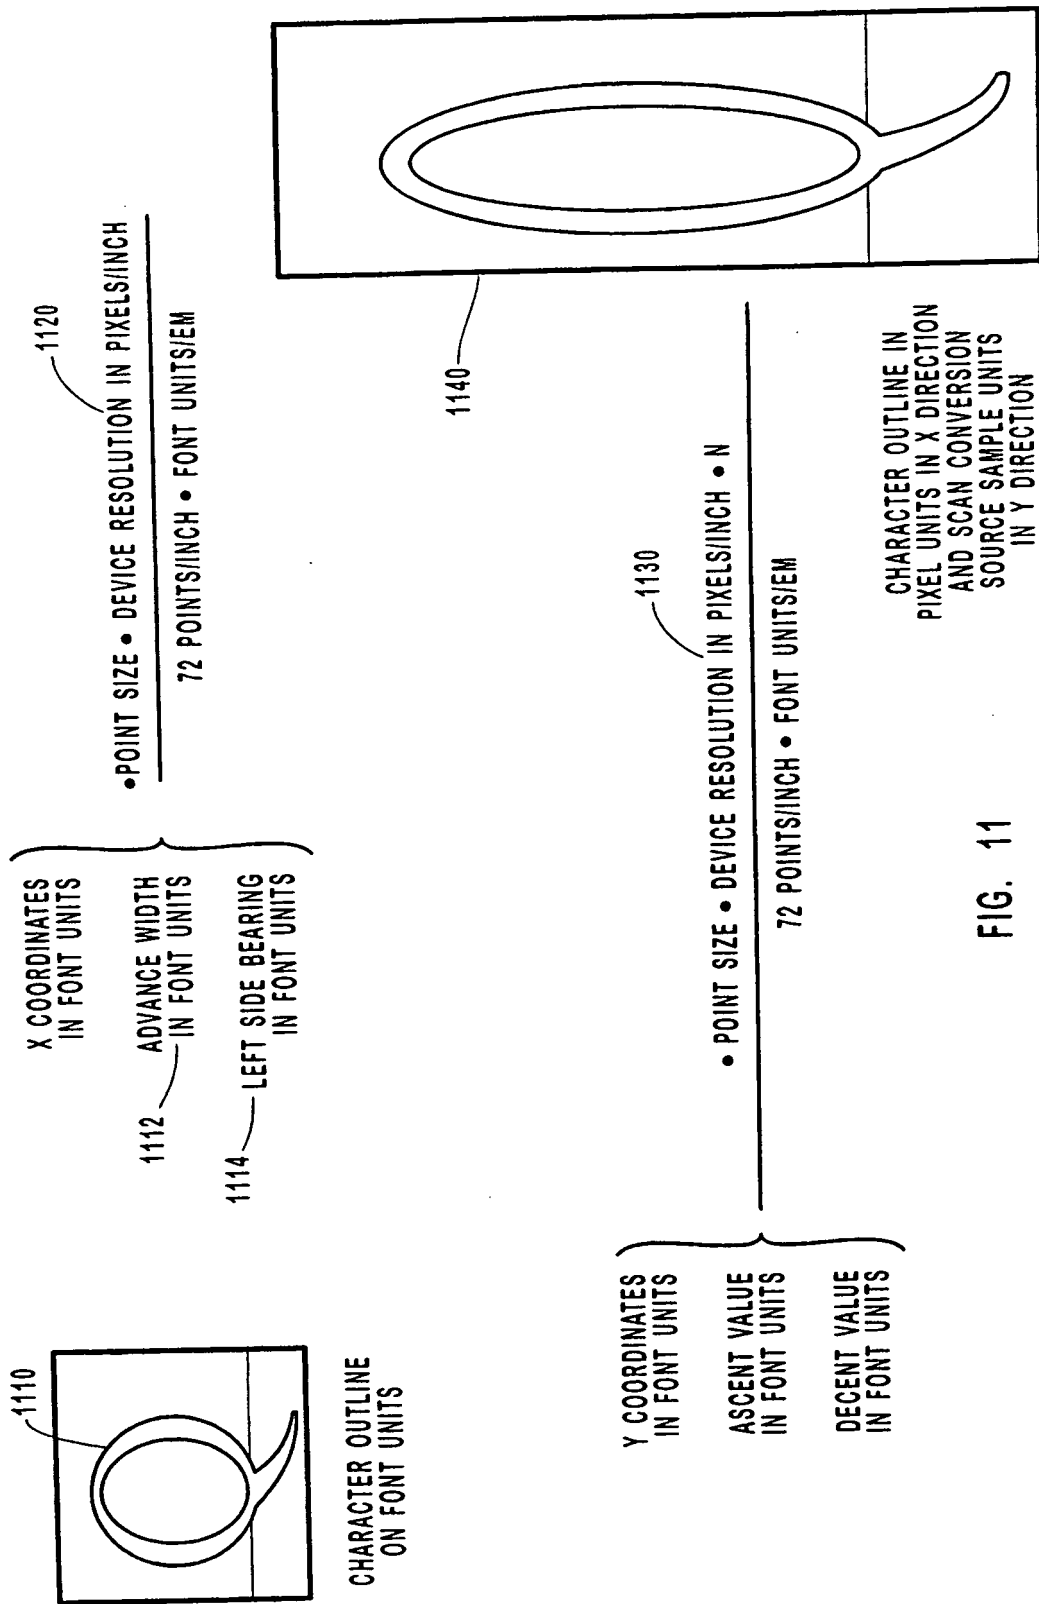 1110
CHARACTER OUTLINE
ON FONT UNITS
X COORDINATES
IN FONT UNITS
ADVANCE WIDTH
IN FONT UNITS
1112
1114
LEFT SIDE BEARING
IN FONT UNITS
1120
•POINT SIZE • DEVICE RESOLUTION IN PIXELS/INCH
72 POINTS/INCH • FONT UNITS/EM
Y COORDINATES
IN FONT UNITS
ASCENT VALUE
IN FONT UNITS
DECENT VALUE
IN FONT UNITS
1130
• POINT SIZE • DEVICE RESOLUTION IN PIXELS/INCH • N
72 POINTS/INCH • FONT UNITS/EM
1140
CHARACTER OUTLINE IN
PIXEL UNITS IN X DIRECTION
AND SCAN CONVERSION
SOURCE SAMPLE UNITS
IN Y DIRECTION
FIG. 11